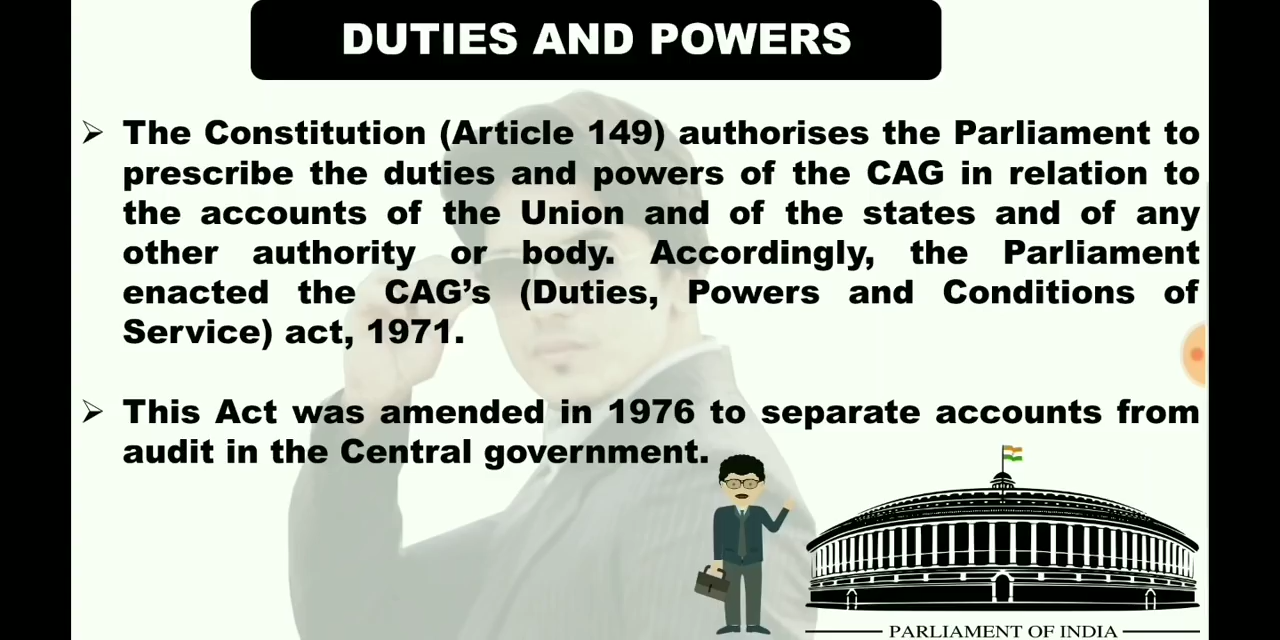 DUTIES AND POWERS
The Constitution (Article 149) authorises the Parliament to
prescribe the duties and powers of the CAG in relation to
the accounts of the Union and of the states and of any
other authority or body. Accordingly, the Parliament
enacted the CAG’s (Duties, Powers and Conditions of
Service) act, 1971.
This Act was amended in 1976 to separate accounts from
audit in the Central government.
PARLIAMENT OF INDIA